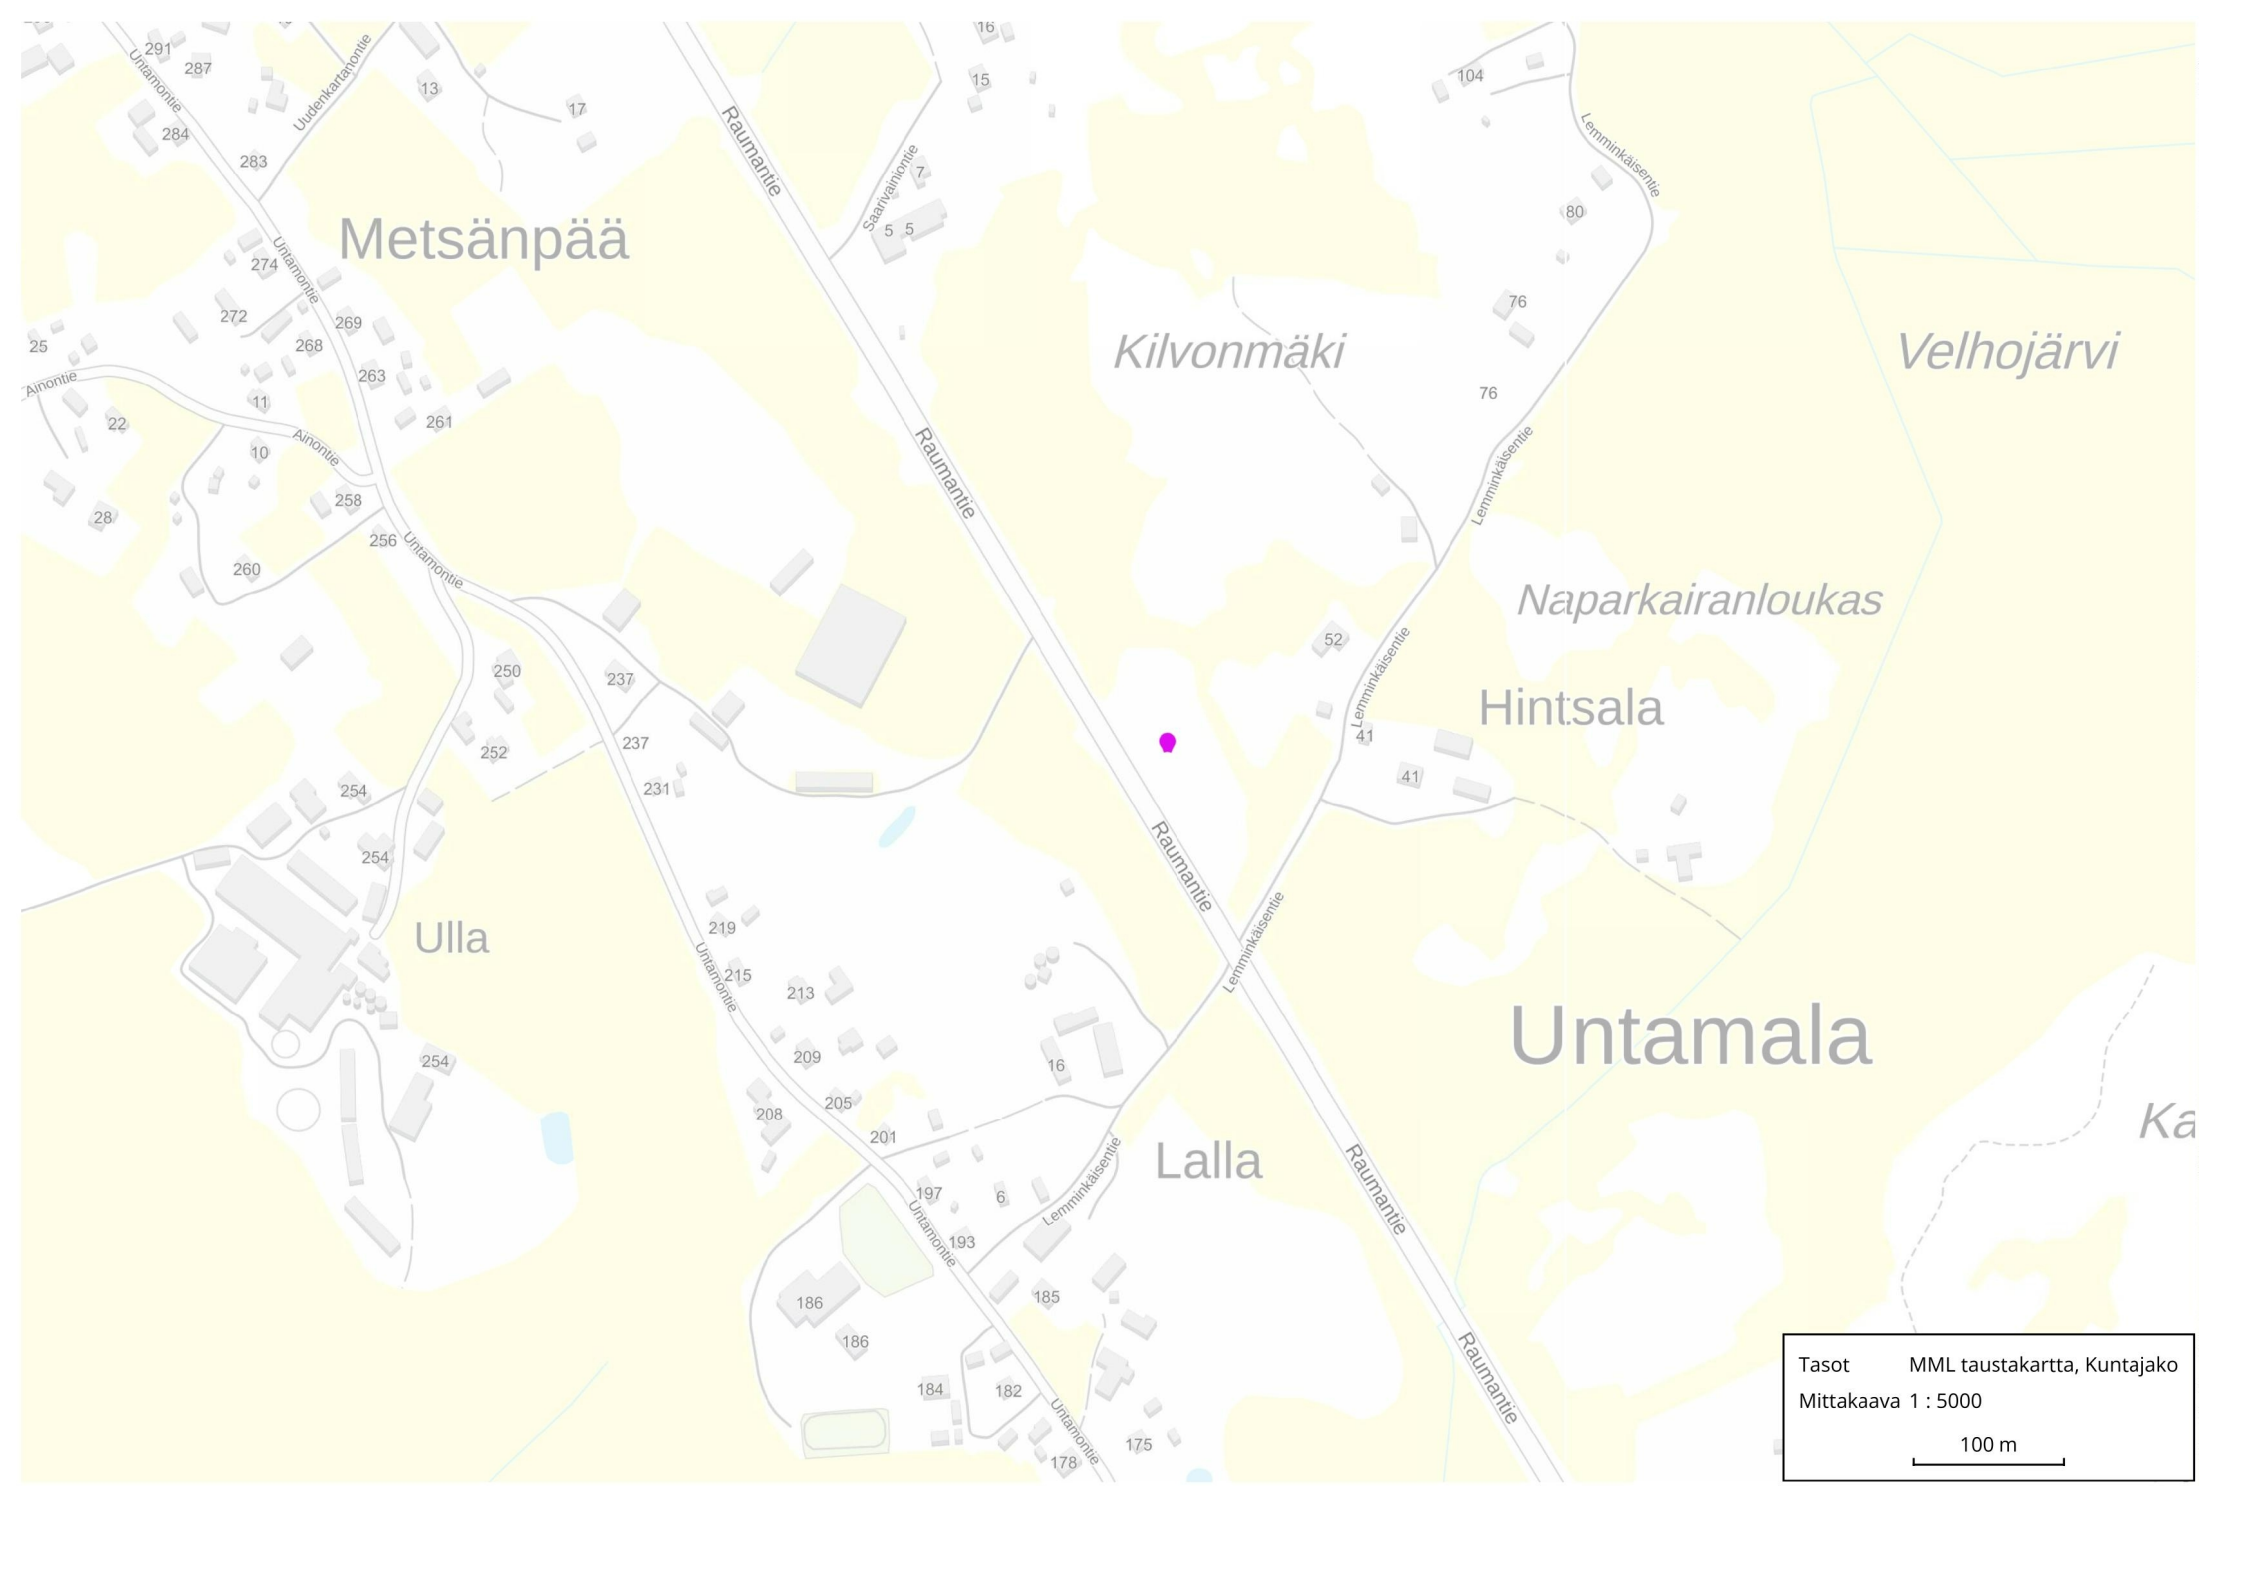 16
291
287
284
283
Untamontie
Uudenkartanontie
13
17
Raumantie
15
104
Lemminkäisentie
7
Saarivainiontie
5 5
80
Metsänpää
274
Untamontie
272
269
268
76
Kilvonmäki
Velhojärvi
25
263
Ainontie
11
76
22
261
10
Ainontie
Raumantie
Lemminkäisentie
258
28
256
Untamontie
260
Naparkairanloukas
52
Lemminkäisentie
250
237
Hintsala
41
237
252
41
231
254
254
Raumantie
219
Ulla
Lemminkäisentie
215
Untamontie
213
Untamala
209
16
254
205
208
201
Ka
Lalla
Lemminkäisentie
Raumantie
197
6
Untamontie
193
185
186
186
184
182
Raumantie
Untamontie
175
178
Tasot MML taustakartta, Kuntajako
Mittakaava 1 : 5000
100 m